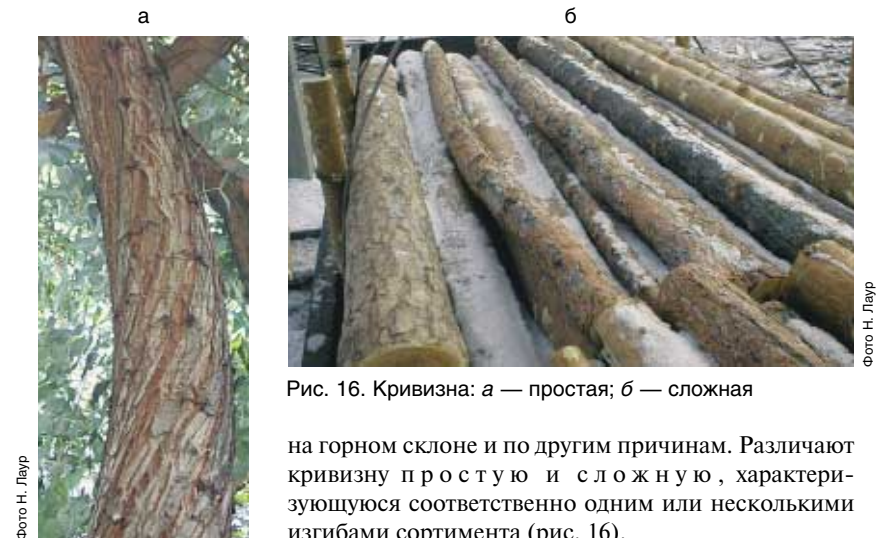 а
б
Фото Н. Лаур
Рис. 16. Кривизна: а — простая; б — сложная
на горном склоне и по другим причинам. Различают
кривизну простую и сложную, характери-
зующуюся соответственно одним или несколькими
изгибами сортимента (рис. 16).
Фото Н. Лаур